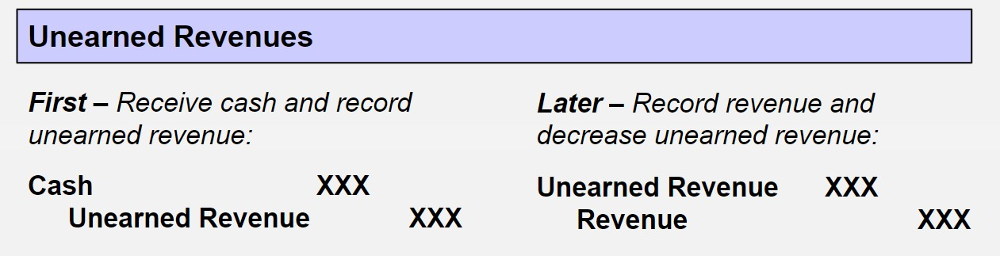 Unearned Revenues
First – Receive cash and record
unearned revenue:
Cash XXX
Unearned Revenue XXX
Later – Record revenue and
decrease unearned revenue:
Unearned Revenue XXX
Revenue XXX